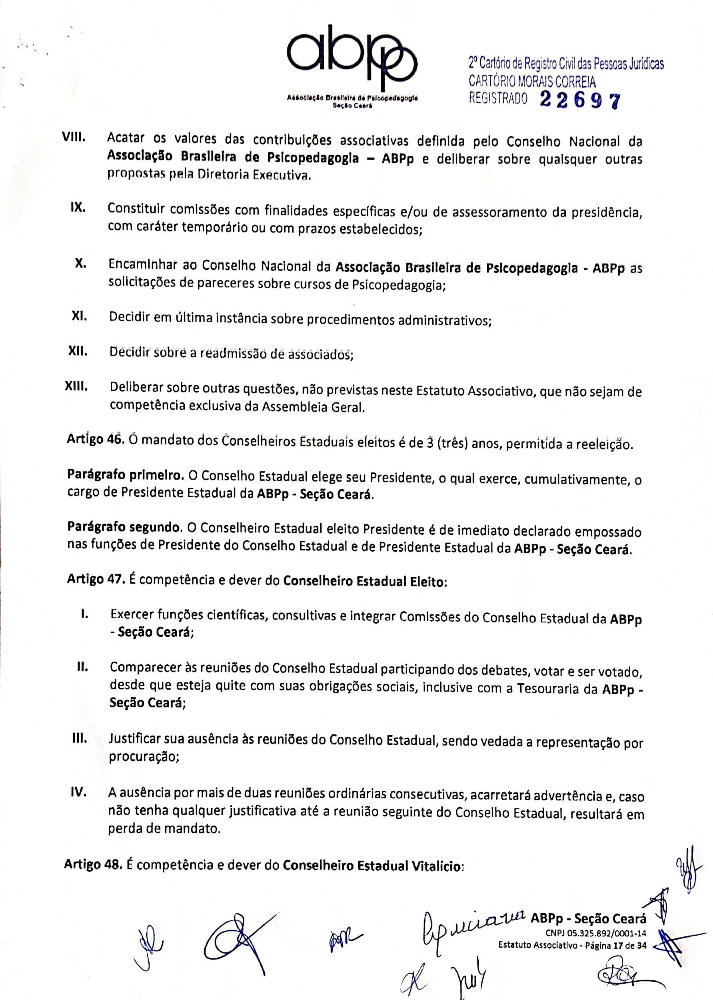 abpp
Associação Brasileira de Psicopedagogia
Seção Ceará
2º Cartório de Registro Civil das Pessoas Jurídicas
CARTÓRIO MORAIS CORREIA
REGISTRADO 22697
VIII. Acatar os valores das contribuições associativas definida pelo Conselho Nacional da
Associação Brasileira de Psicopedagogia – ABPp e deliberar sobre quaisquer outras
propostas pela Diretoria Executiva.
IX. Constituir comissões com finalidades específicas e/ou de assessoramento da presidência,
com caráter temporário ou com prazos estabelecidos;
X. Encaminhar ao Conselho Nacional da Associação Brasileira de Psicopedagogia - ABPp as
solicitações de pareceres sobre cursos de Psicopedagogia;
XI. Decidir em última instância sobre procedimentos administrativos;
XII. Decidir sobre a readmissão de associados;
XIII. Deliberar sobre outras questões, não previstas neste Estatuto Associativo, que não sejam de
competência exclusiva da Assembleia Geral.
Artigo 46. O mandato dos Conselheiros Estaduais eleitos é de 3 (três) anos, permitida a reeleição.
Parágrafo primeiro. O Conselho Estadual elege seu Presidente, o qual exerce, cumulativamente, o
cargo de Presidente Estadual da ABPp - Seção Ceará.
Parágrafo segundo. O Conselheiro Estadual eleito Presidente é de imediato declarado empossado
nas funções de Presidente do Conselho Estadual e de Presidente Estadual da ABPp - Seção Ceará.
Artigo 47. É competência e dever do Conselheiro Estadual Eleito:
I. Exercer funções científicas, consultivas e integrar Comissões do Conselho Estadual da ABPp
- Seção Ceará;
II. Comparecer às reuniões do Conselho Estadual participando dos debates, votar e ser votado,
desde que esteja quite com suas obrigações sociais, inclusive com a Tesouraria da ABPp -
Seção Ceará;
III. Justificar sua ausência às reuniões do Conselho Estadual, sendo vedada a representação por
procuração;
IV. A ausência por mais de duas reuniões ordinárias consecutivas, acarretará advertência e, caso
não tenha qualquer justificativa até a reunião seguinte do Conselho Estadual, resultará em
perda de mandato.
Artigo 48. É competência e dever do Conselheiro Estadual Vitalício:
ABPp - Seção Ceará
CNPJ 05.325.892/0001-14
Estatuto Associativo - Página 17 de 34